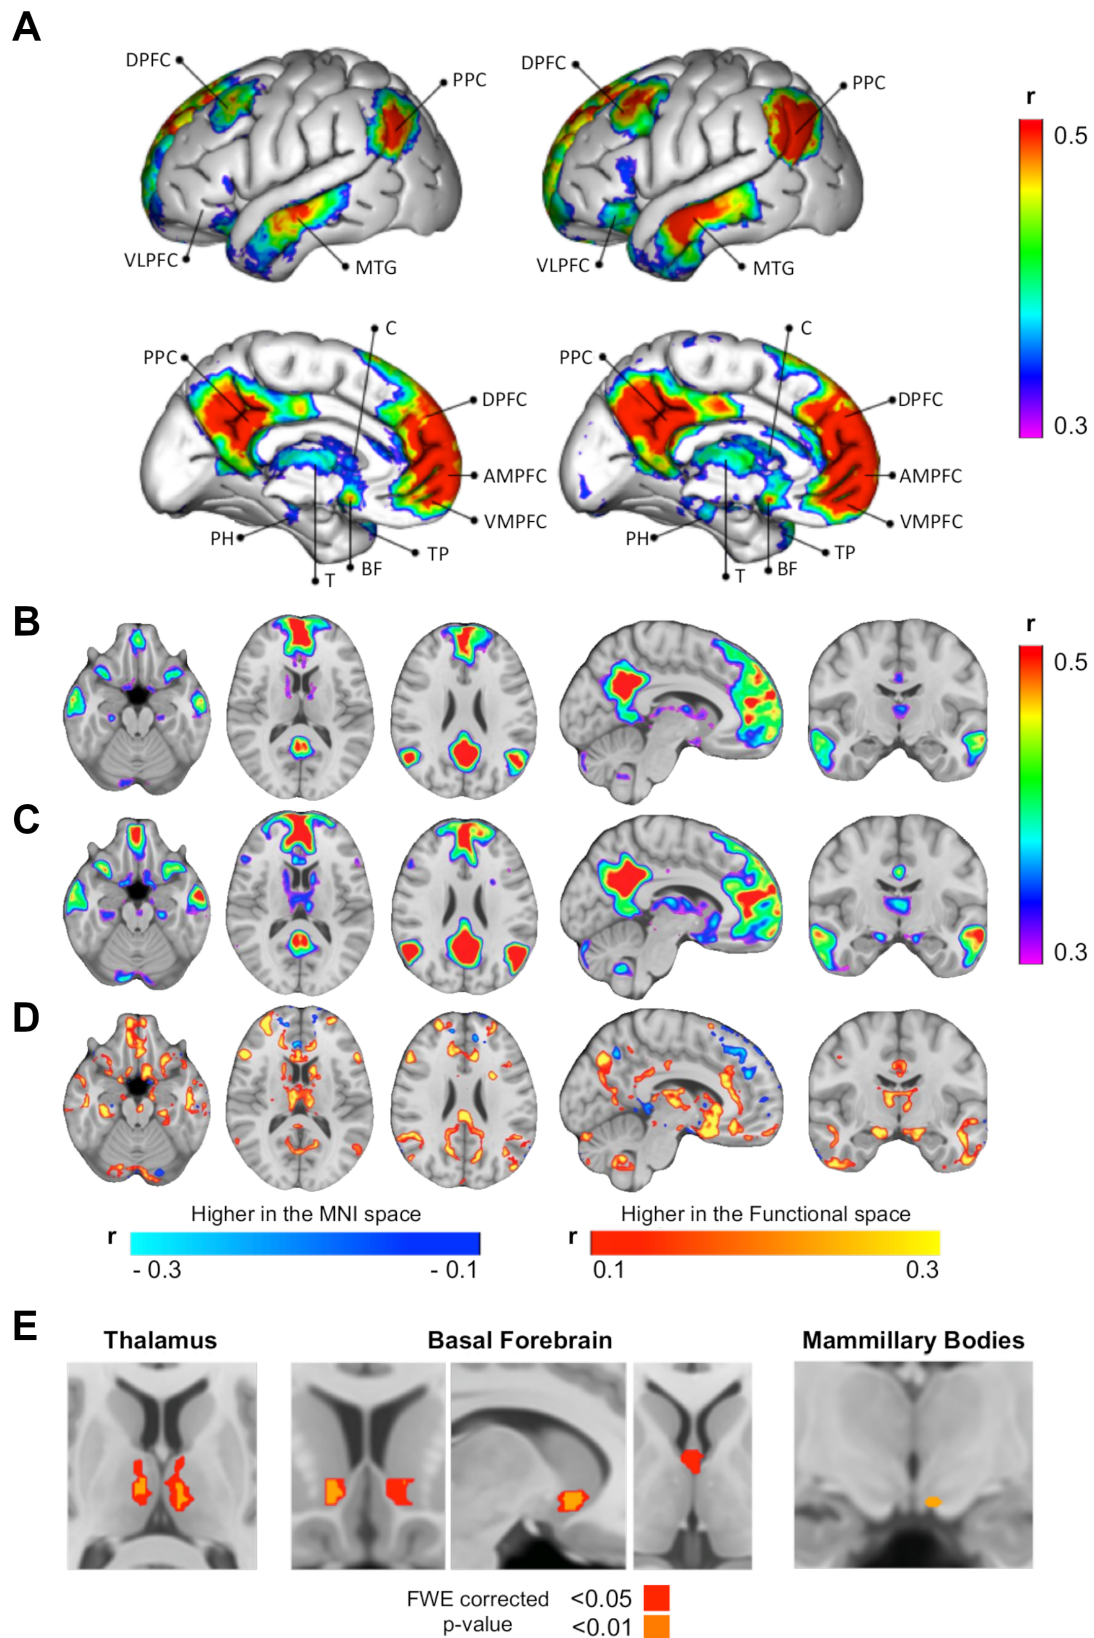 A
DPFC
PPC
VLPFC
MTG
DPFC
PPC
VLPFC
MTG
r
0.5
0.3
C
PPC
DPFC
AMPFC
VMPFC
PH
TP
BF
T
PPC
DPFC
AMPFC
VMPFC
PH
TP
BF
T
B
r
0.5
0.3
C
D
Higher in the MNI space
r
- 0.3
- 0.1
Higher in the Functional space
r
0.1
0.3
E
Thalamus
Basal Forebrain
Mammillary Bodies
FWE corrected
p-value
<0.05
<0.01
C